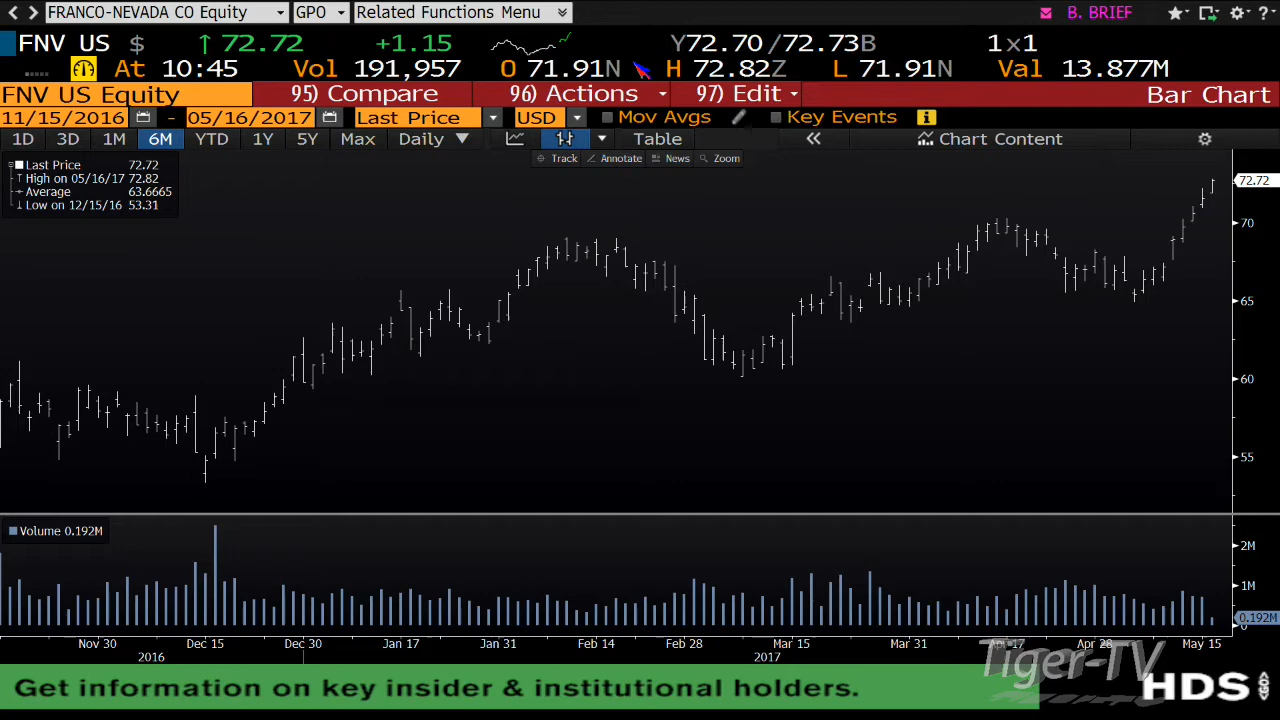 FRANCO-NEVADA CO Equity GPO Related Functions Menu B. BRIEF ?
FNV US $ ↑ 72.72 +1.15 Y72.70 /72.73B 1x1
At 10:45 Vol 191,957 O 71.91N H 72.82Z L 71.91N Val 13.877M
FNV US Equity 95) Compare 96) Actions 97) Edit Bar Chart
11/15/2016 - 05/16/2017 Last Price USD Mov Avgs Key Events
1D 3D 1M 6M YTD 1Y 5Y Max Daily Table Chart Content
Track Annotate News Zoom
Last Price 72.72
High on 05/16/17 72.82
Average 63.6665
Low on 12/15/16 53.31
72.72
70
65
60
55
Volume 0.192M
2M
1M
0.192M
0
Nov 30 Dec 15 Dec 30 Jan 17 Jan 31 Feb 14 Feb 28 Mar 15 Mar 31 Apr 17 Apr 28 May 15
2016 2017
Tiger-TV
Get information on key insider & institutional holders.
HDS
<GO>